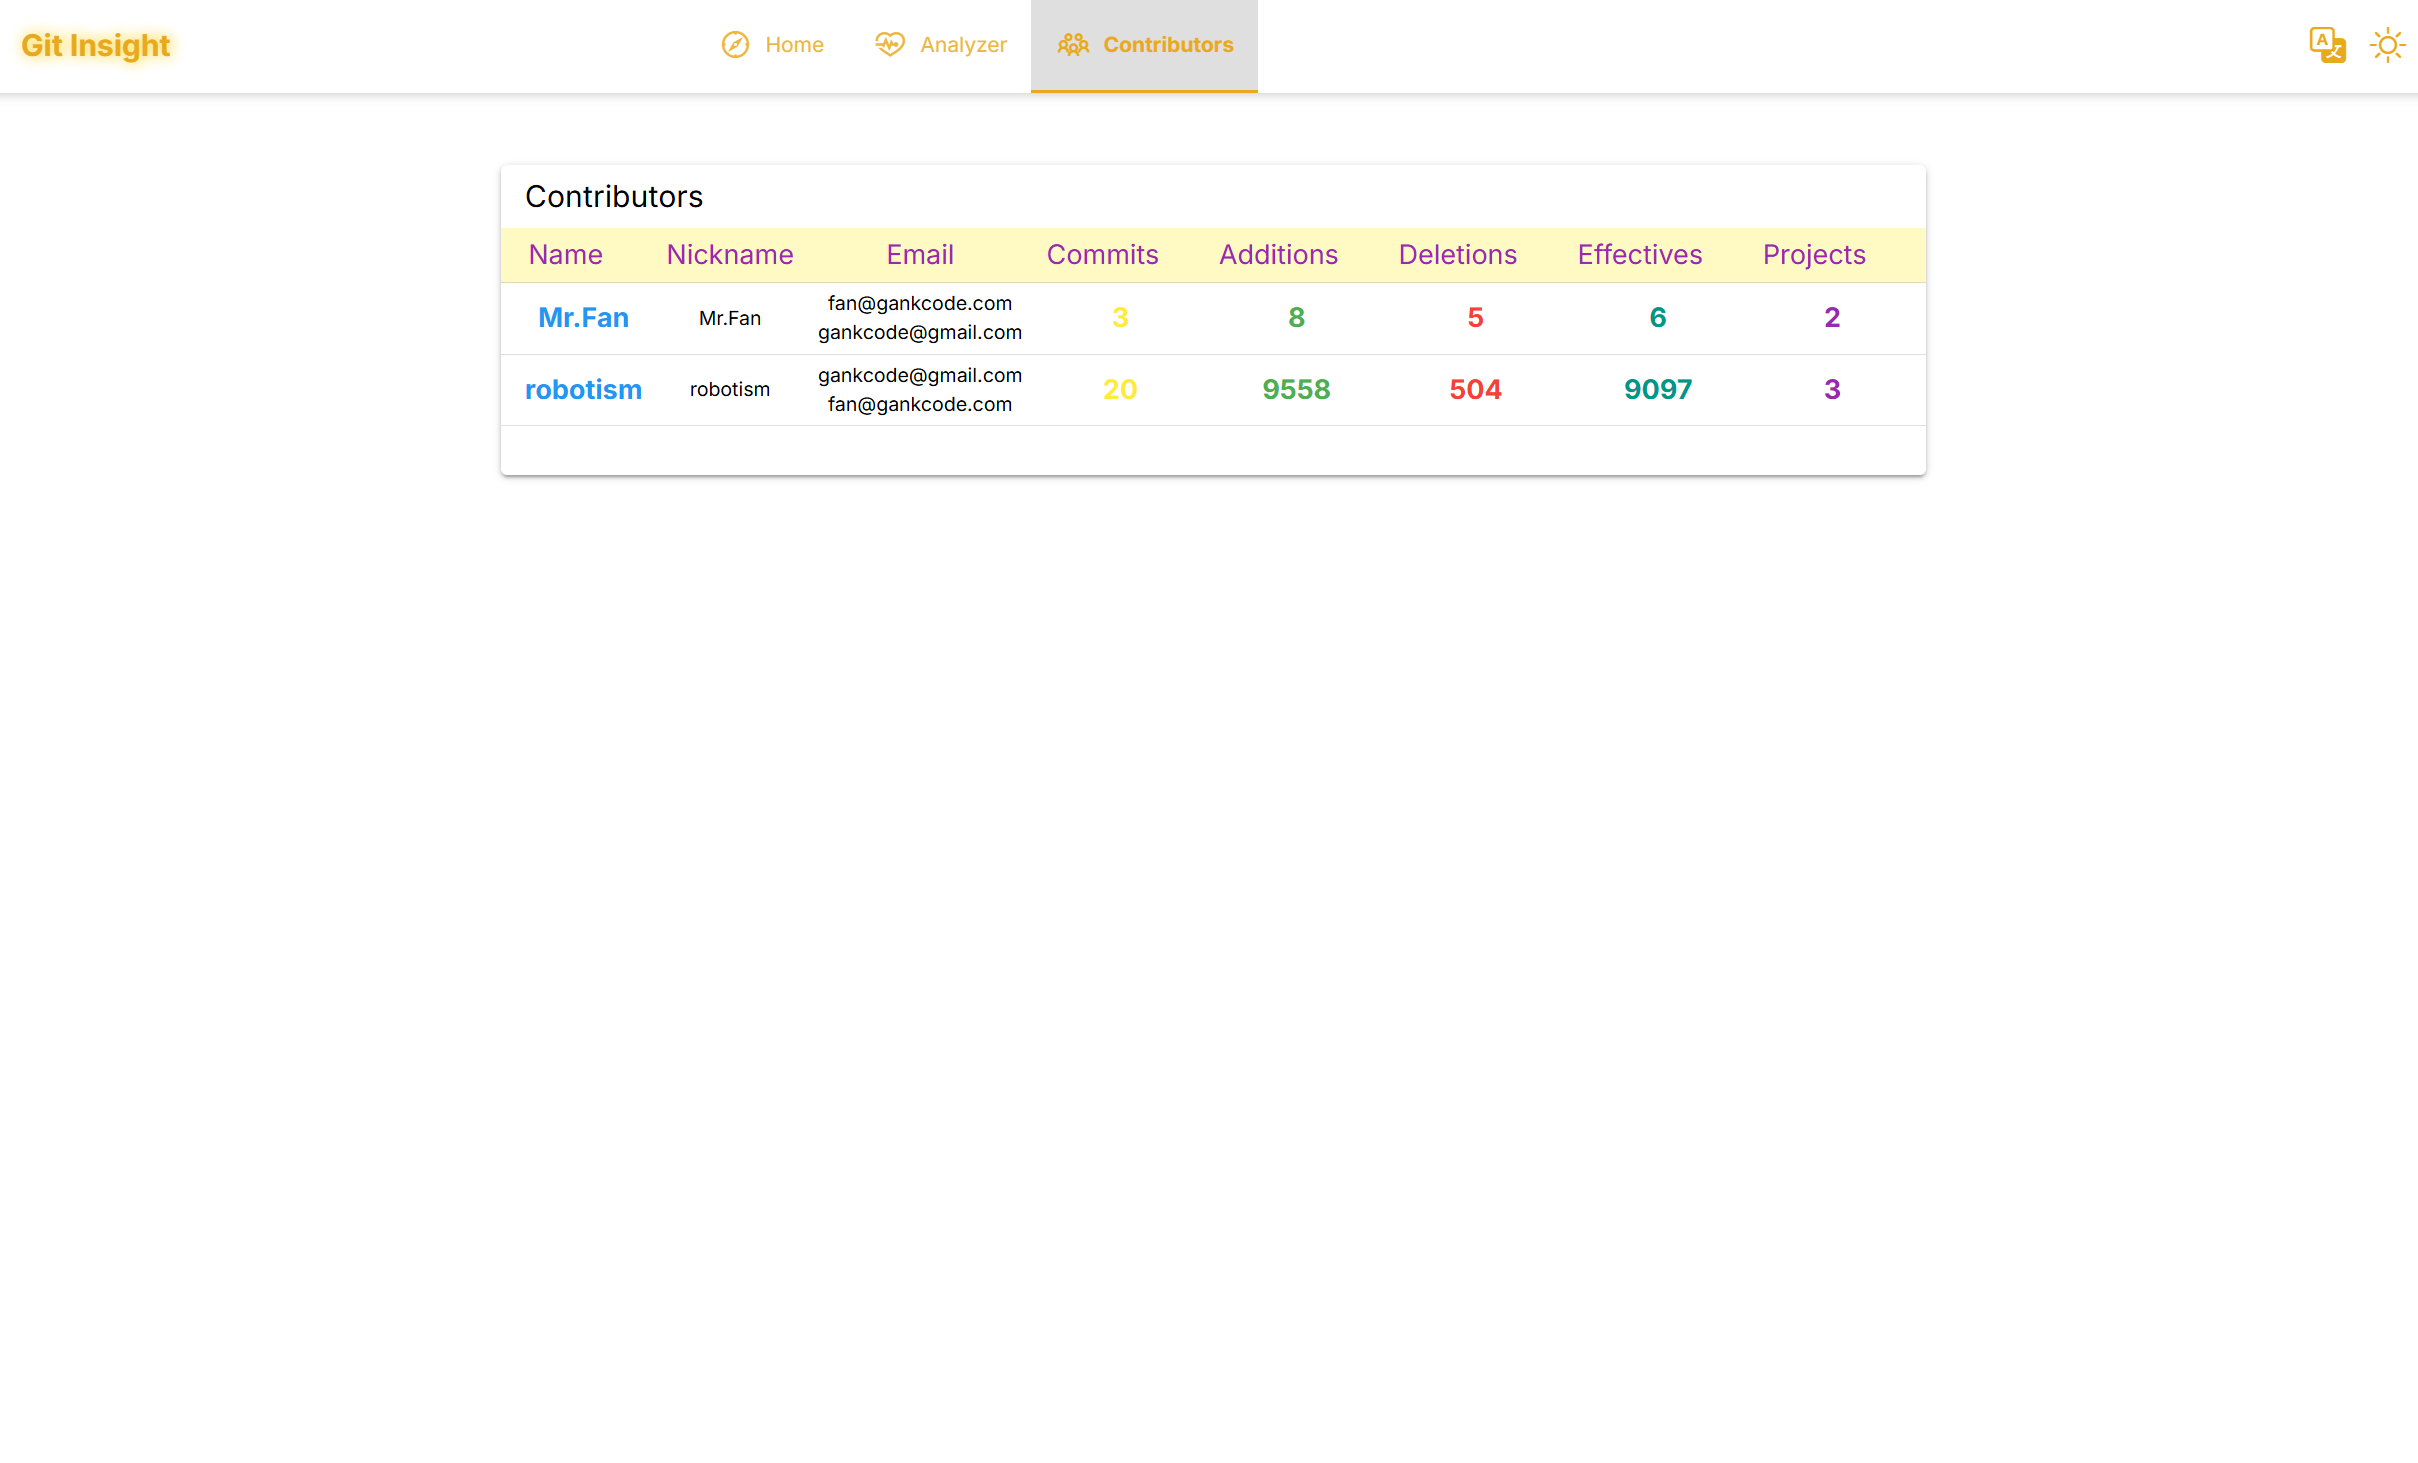 Git Insight Home Analyzer Contributors
Contributors
Name Nickname Email Commits Additions Deletions Effectives Projects
Mr.Fan Mr.Fan fan@gankcode.com gankcode@gmail.com 3 8 5 6 2
robotism robotism gankcode@gmail.com fan@gankcode.com 20 9558 504 9097 3